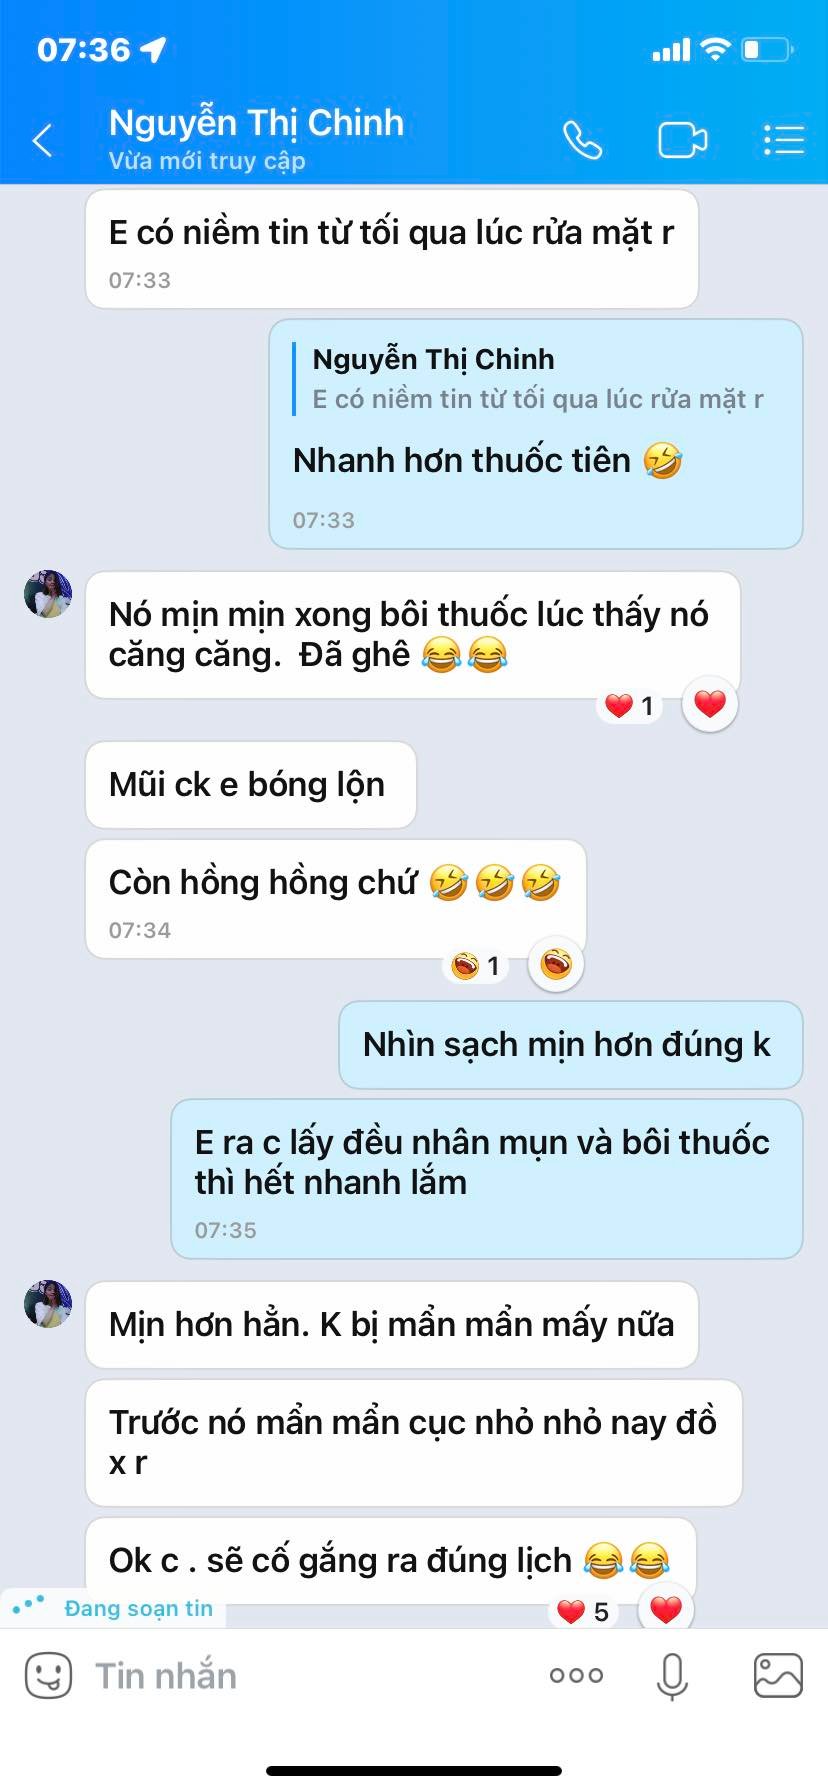 07:36
Nguyễn Thị Chinh
Vừa mới truy cập
E có niềm tin từ tối qua lúc rửa mặt r
07:33
Nguyễn Thị Chinh
E có niềm tin từ tối qua lúc rửa mặt r
Nhanh hơn thuốc tiên 🤣
07:33
Nó mịn mịn xong bôi thuốc lúc thấy nó
căng căng.  Đã ghê 😂😂
❤️ 1
Mũi ck e bóng lộn
Còn hồng hồng chứ 🤣🤣🤣
07:34
1
Nhìn sạch mịn hơn đúng k
E ra c lấy đều nhân mụn và bôi thuốc
thì hết nhanh lắm
07:35
Mịn hơn hẳn. K bị mẩn mẩn mấy nữa
Trước nó mẩn mẩn cục nhỏ nhỏ nay đồ
x r
Ok c . sẽ cố gắng ra đúng lịch 😂😂
❤️ 5
Đang soạn tin
Tin nhắn